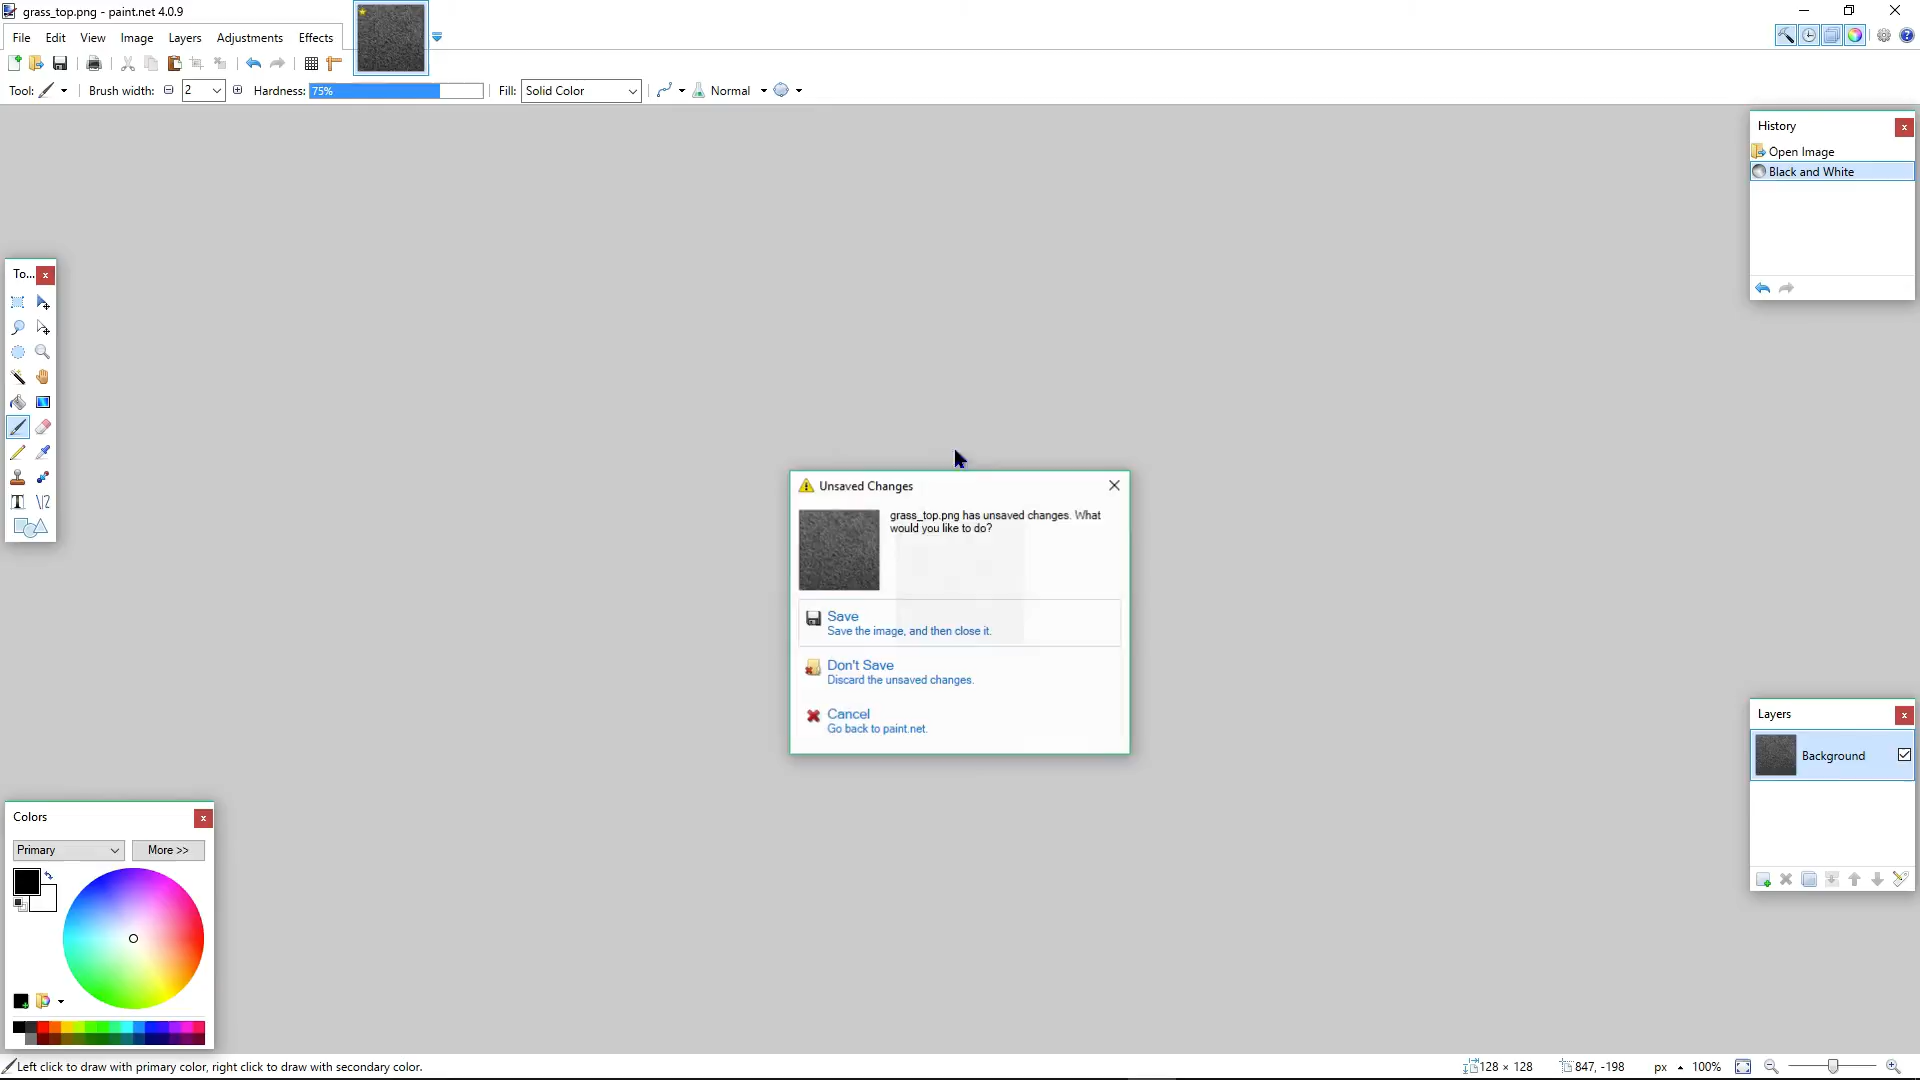 grass_top.png - paint.net 4.0.9
File Edit View Image Layers Adjustments Effects
Tool: Brush width: 2 Hardness: 75% Fill: Solid Color Normal
History
Open Image
Black and White
To...
Unsaved Changes
grass_top.png has unsaved changes. What
would you like to do?
Save
Save the image, and then close it.
Don't Save
Discard the unsaved changes.
Cancel
Go back to paint.net.
Layers
Background
Colors
Primary More >>
Left click to draw with primary color, right click to draw with secondary color. 128 × 128 847, -198 px 100%